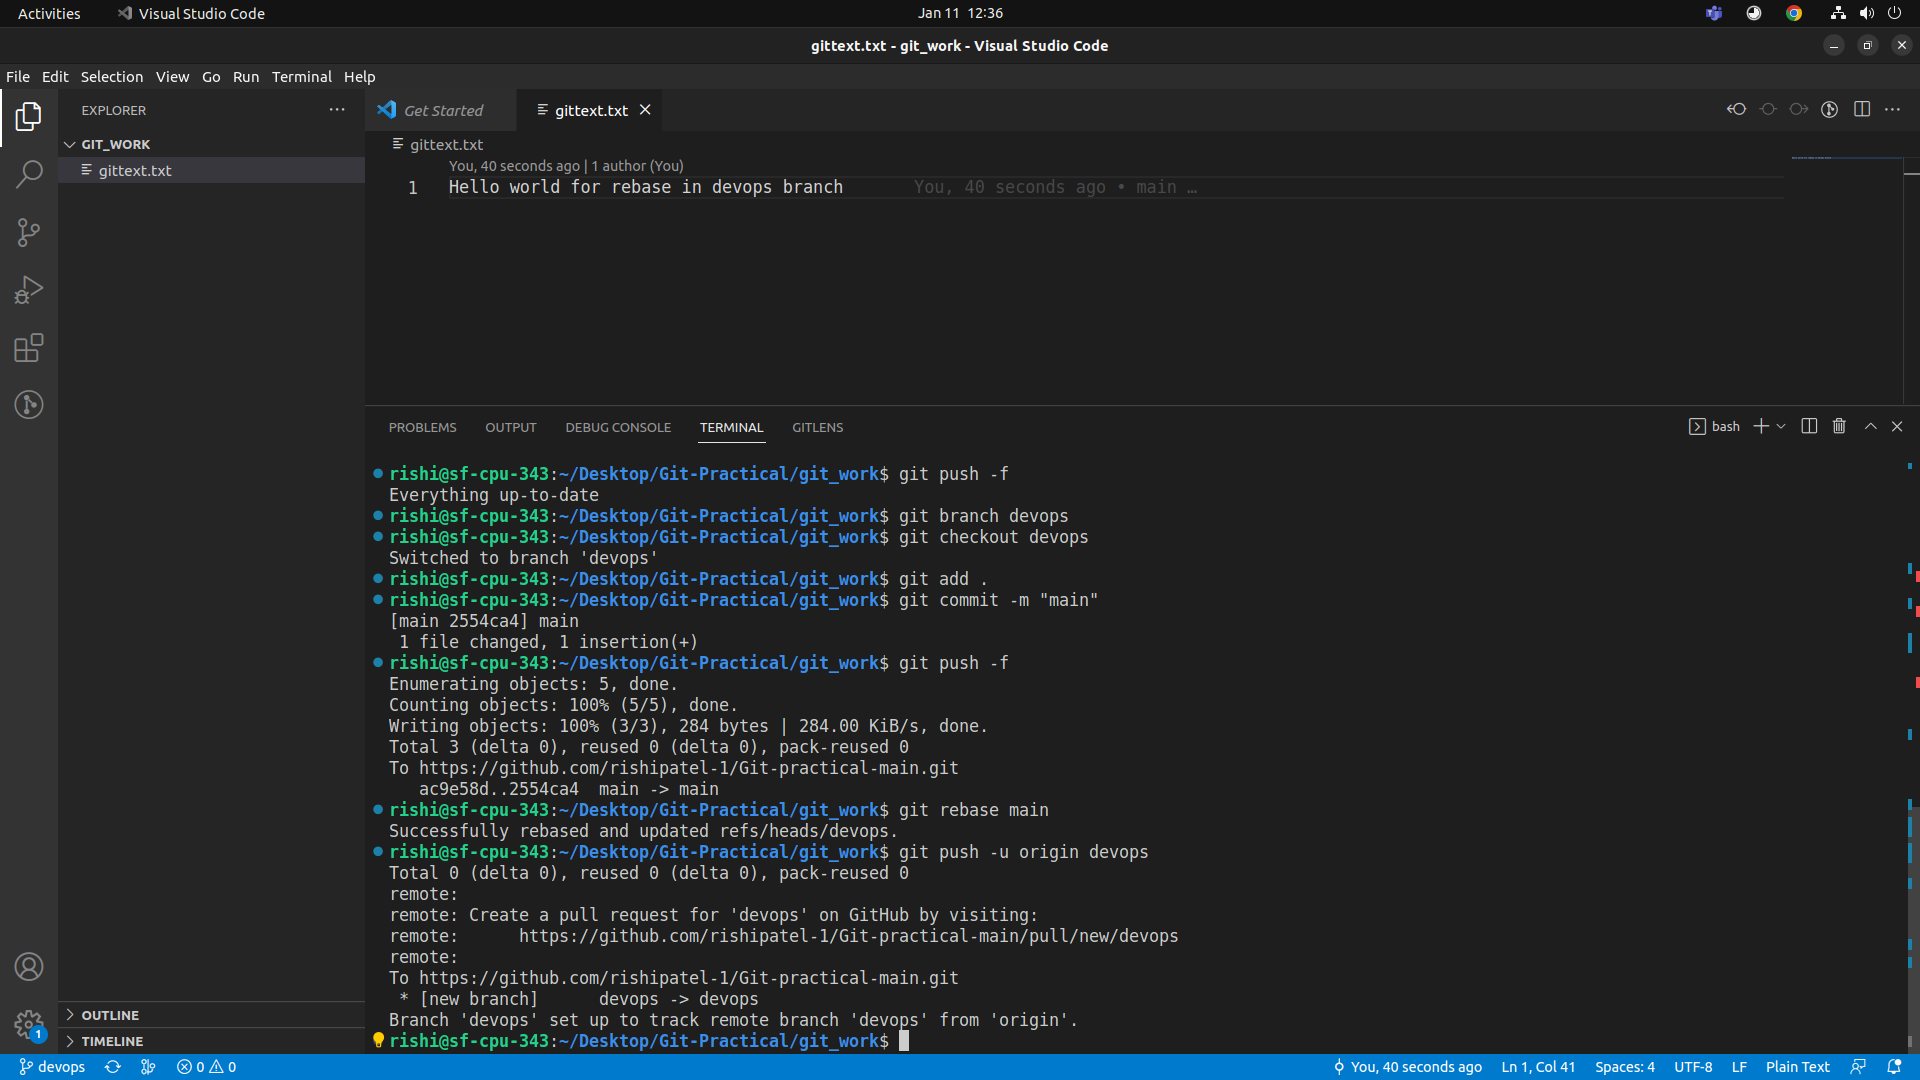 Activities
Visual Studio Code
Jan 11 12:36
gittext.txt - git_work - Visual Studio Code
File Edit Selection View Go Run Terminal Help
EXPLORER
GIT_WORK
gittext.txt
Get Started
gittext.txt
gittext.txt
You, 40 seconds ago | 1 author (You)
1 Hello world for rebase in devops branch You, 40 seconds ago • main …
PROBLEMS OUTPUT DEBUG CONSOLE TERMINAL GITLENS
bash
rishi@sf-cpu-343:~/Desktop/Git-Practical/git_work$ git push -f
Everything up-to-date
rishi@sf-cpu-343:~/Desktop/Git-Practical/git_work$ git branch devops
rishi@sf-cpu-343:~/Desktop/Git-Practical/git_work$ git checkout devops
Switched to branch 'devops'
rishi@sf-cpu-343:~/Desktop/Git-Practical/git_work$ git add .
rishi@sf-cpu-343:~/Desktop/Git-Practical/git_work$ git commit -m "main"
[main 2554ca4] main
 1 file changed, 1 insertion(+)
rishi@sf-cpu-343:~/Desktop/Git-Practical/git_work$ git push -f
Enumerating objects: 5, done.
Counting objects: 100% (5/5), done.
Writing objects: 100% (3/3), 284 bytes | 284.00 KiB/s, done.
Total 3 (delta 0), reused 0 (delta 0), pack-reused 0
To https://github.com/rishipatel-1/Git-practical-main.git
   ac9e58d..2554ca4  main -> main
rishi@sf-cpu-343:~/Desktop/Git-Practical/git_work$ git rebase main
Successfully rebased and updated refs/heads/devops.
rishi@sf-cpu-343:~/Desktop/Git-Practical/git_work$ git push -u origin devops
Total 0 (delta 0), reused 0 (delta 0), pack-reused 0
remote:
remote: Create a pull request for 'devops' on GitHub by visiting:
remote:      https://github.com/rishipatel-1/Git-practical-main/pull/new/devops
remote:
To https://github.com/rishipatel-1/Git-practical-main.git
 * [new branch]      devops -> devops
Branch 'devops' set up to track remote branch 'devops' from 'origin'.
rishi@sf-cpu-343:~/Desktop/Git-Practical/git_work$
OUTLINE
TIMELINE
1
devops 0 0 You, 40 seconds ago Ln 1, Col 41 Spaces: 4 UTF-8 LF Plain Text